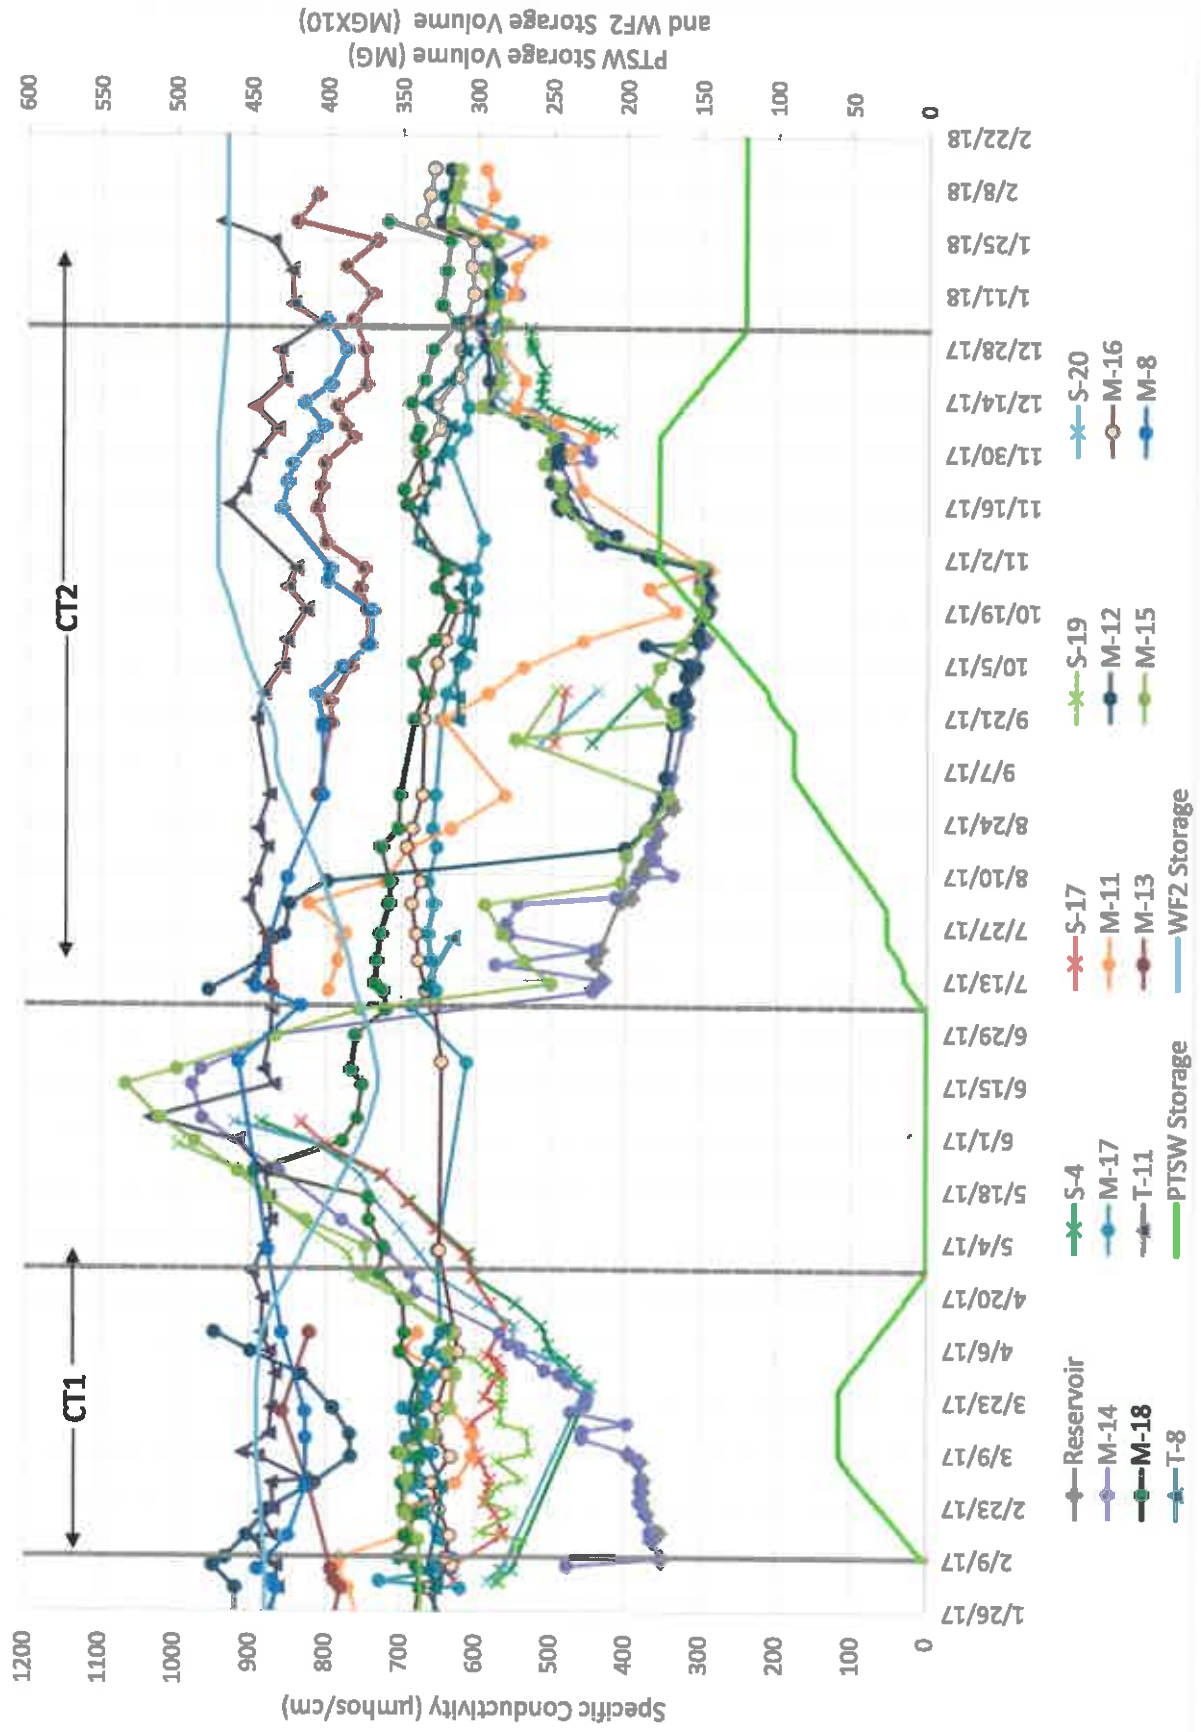 CT1
CT2
Specific Conductivity (µmhos/cm)
1200
1100
1000
900
800
700
600
500
400
300
200
100
0
PTSW Storage Volume (MG)
and WF2 Storage Volume (MGX10)
600
550
500
450
400
350
300
250
200
150
100
50
0
1/26/17
2/9/17
2/23/17
3/9/17
3/23/17
4/6/17
4/20/17
5/4/17
5/18/17
6/1/17
6/15/17
6/29/17
7/13/17
7/27/17
8/10/17
8/24/17
9/7/17
9/21/17
10/5/17
10/19/17
11/2/17
11/16/17
11/30/17
12/14/17
12/28/17
1/11/18
1/25/18
2/8/18
2/22/18
Reservoir
S-4
S-17
S-19
S-20
M-14
M-17
M-11
M-12
M-16
M-18
T-11
M-13
M-15
M-8
T-8
PTSW Storage
WF2 Storage